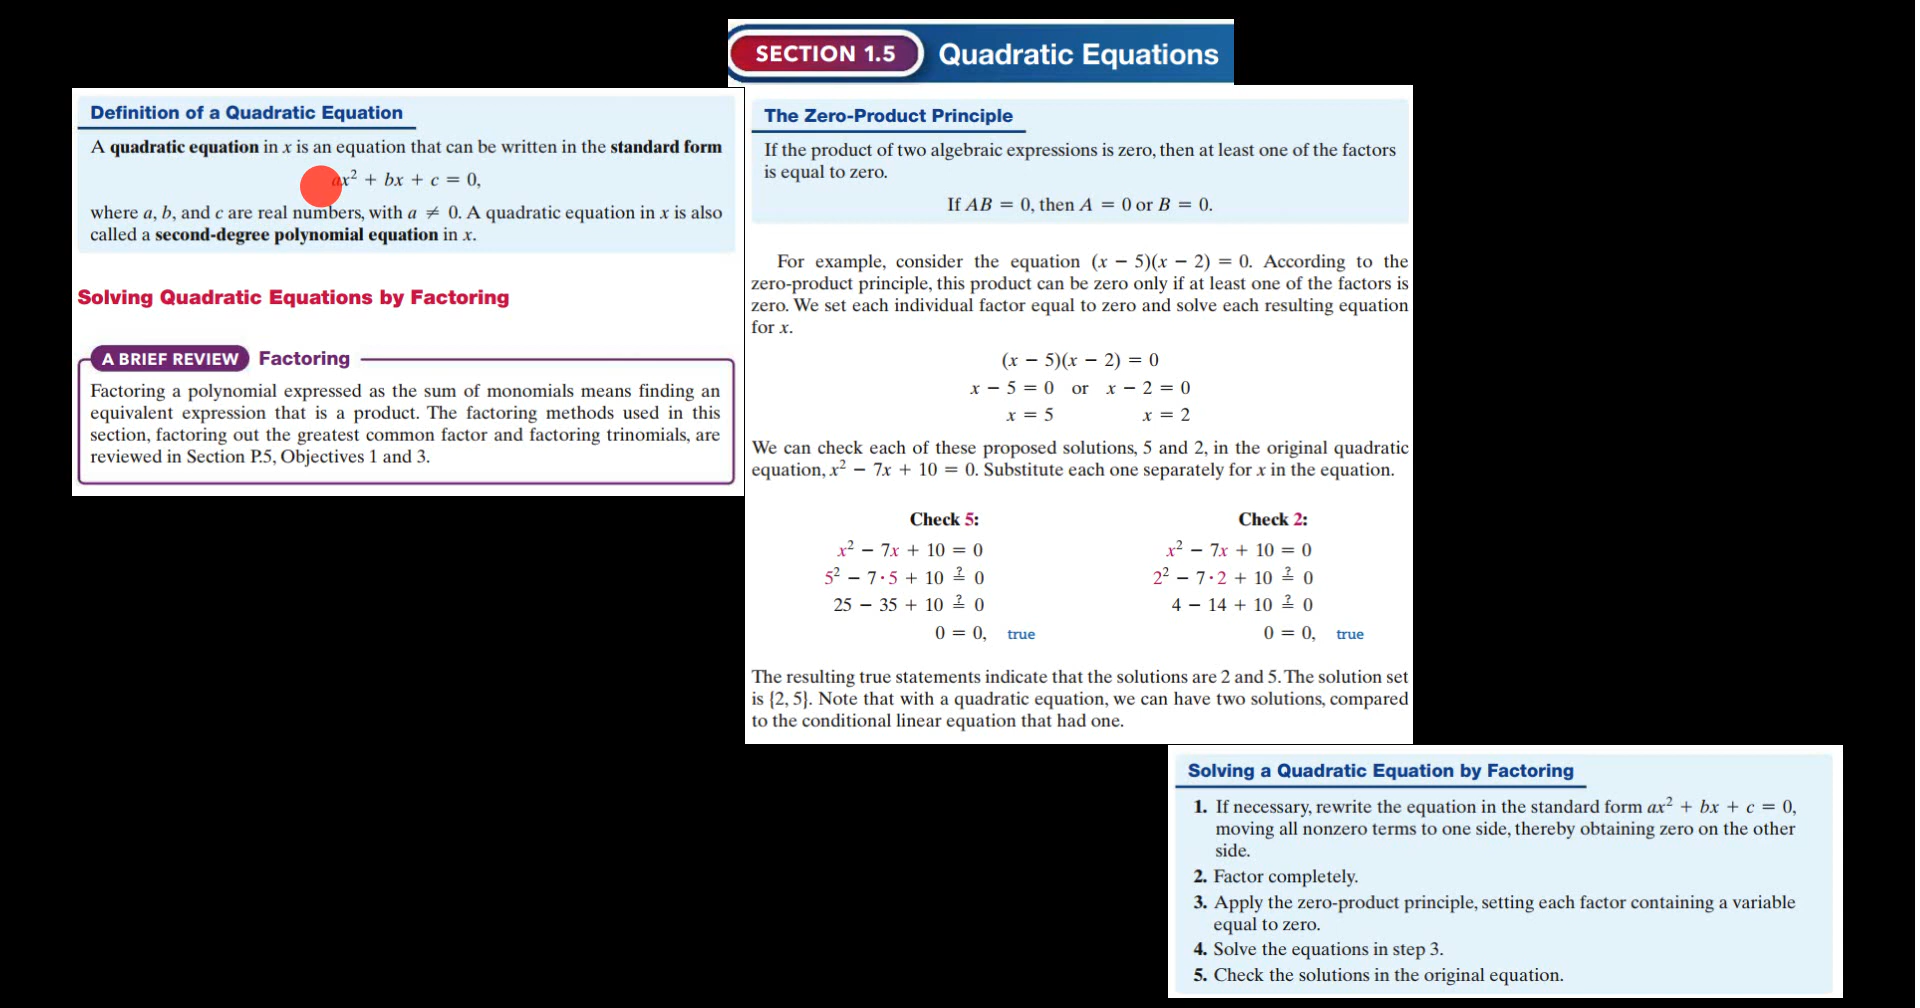 SECTION 1.5 Quadratic Equations
Definition of a Quadratic Equation
A quadratic equation in x is an equation that can be written in the standard form
ax² + bx + c = 0,
where a, b, and c are real numbers, with a ≠ 0. A quadratic equation in x is also
called a second-degree polynomial equation in x.
Solving Quadratic Equations by Factoring
A BRIEF REVIEW Factoring
Factoring a polynomial expressed as the sum of monomials means finding an
equivalent expression that is a product. The factoring methods used in this
section, factoring out the greatest common factor and factoring trinomials, are
reviewed in Section P.5, Objectives 1 and 3.
The Zero-Product Principle
If the product of two algebraic expressions is zero, then at least one of the factors
is equal to zero.
If AB = 0, then A = 0 or B = 0.
For example, consider the equation (x − 5)(x − 2) = 0. According to the
zero-product principle, this product can be zero only if at least one of the factors is
zero. We set each individual factor equal to zero and solve each resulting equation
for x.
(x − 5)(x − 2) = 0
x − 5 = 0 or x − 2 = 0
x = 5 x = 2
We can check each of these proposed solutions, 5 and 2, in the original quadratic
equation, x² − 7x + 10 = 0. Substitute each one separately for x in the equation.
Check 5: Check 2:
x² − 7x + 10 = 0 x² − 7x + 10 = 0
5² − 7·5 + 10 ≟ 0 2² − 7·2 + 10 ≟ 0
25 − 35 + 10 ≟ 0 4 − 14 + 10 ≟ 0
0 = 0, true 0 = 0, true
The resulting true statements indicate that the solutions are 2 and 5. The solution set
is {2, 5}. Note that with a quadratic equation, we can have two solutions, compared
to the conditional linear equation that had one.
Solving a Quadratic Equation by Factoring
1. If necessary, rewrite the equation in the standard form ax² + bx + c = 0,
moving all nonzero terms to one side, thereby obtaining zero on the other
side.
2. Factor completely.
3. Apply the zero-product principle, setting each factor containing a variable
equal to zero.
4. Solve the equations in step 3.
5. Check the solutions in the original equation.